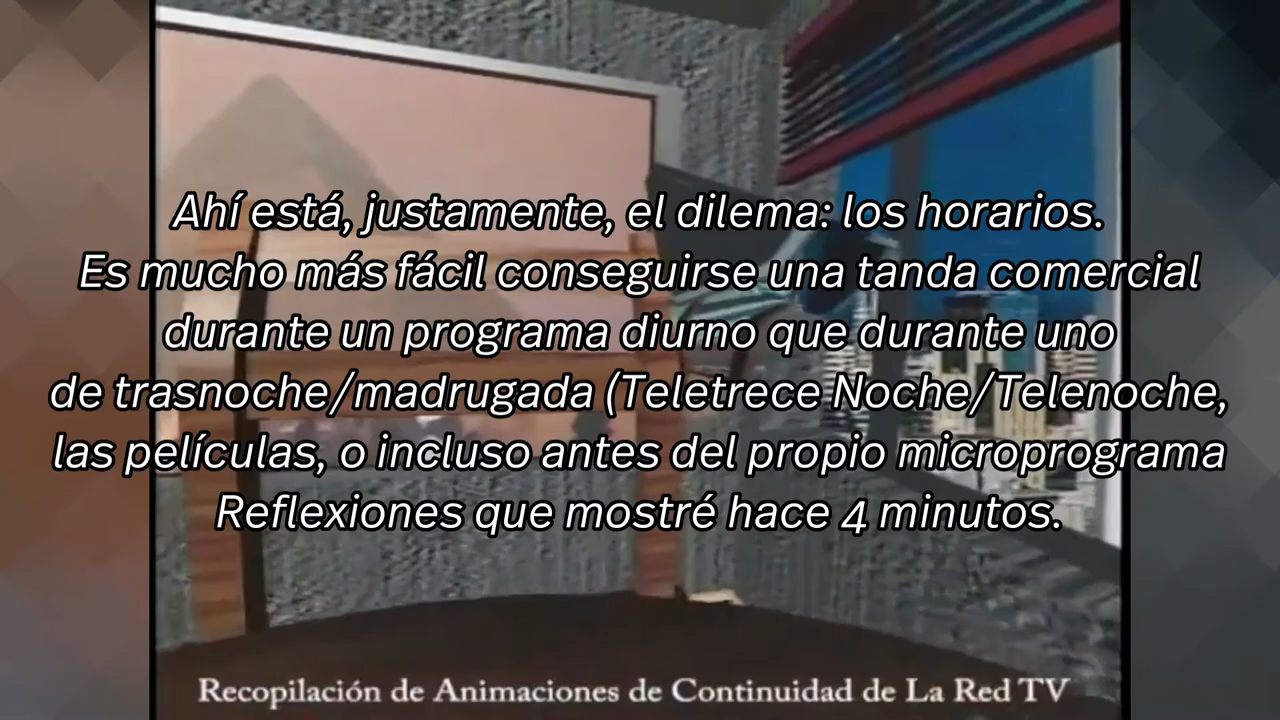 Ahí está, justamente, el dilema: los horarios.
Es mucho más fácil conseguirse una tanda comercial
durante un programa diurno que durante uno
de trasnoche/madrugada (Teletrece Noche/Telenoche,
las películas, o incluso antes del propio microprograma
Reflexiones que mostré hace 4 minutos.
Recopilación de Animaciones de Continuidad de La Red TV